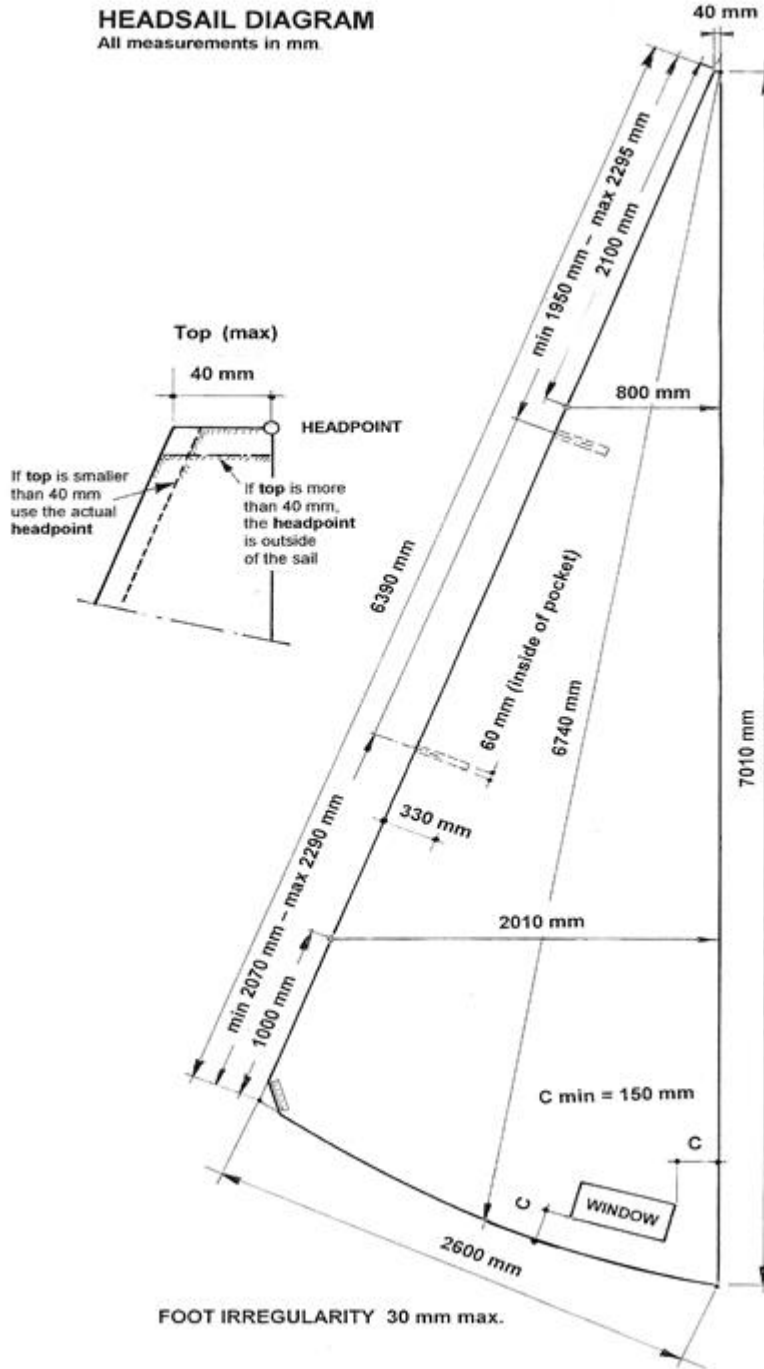 HEADSAIL DIAGRAM
All measurements in mm.
40 mm
min 1950 mm – max 2295 mm
2100 mm
Top (max)
40 mm
800 mm
HEADPOINT
If top is smaller
than 40 mm
use the actual
headpoint
If top is more
than 40 mm,
the headpoint
is outside
of the sail
6390 mm
60 mm (inside of pocket)
6740 mm
7010 mm
330 mm
min 2070 mm – max 2290 mm
1000 mm
2010 mm
C min = 150 mm
C
C
WINDOW
2600 mm
FOOT IRREGULARITY 30 mm max.